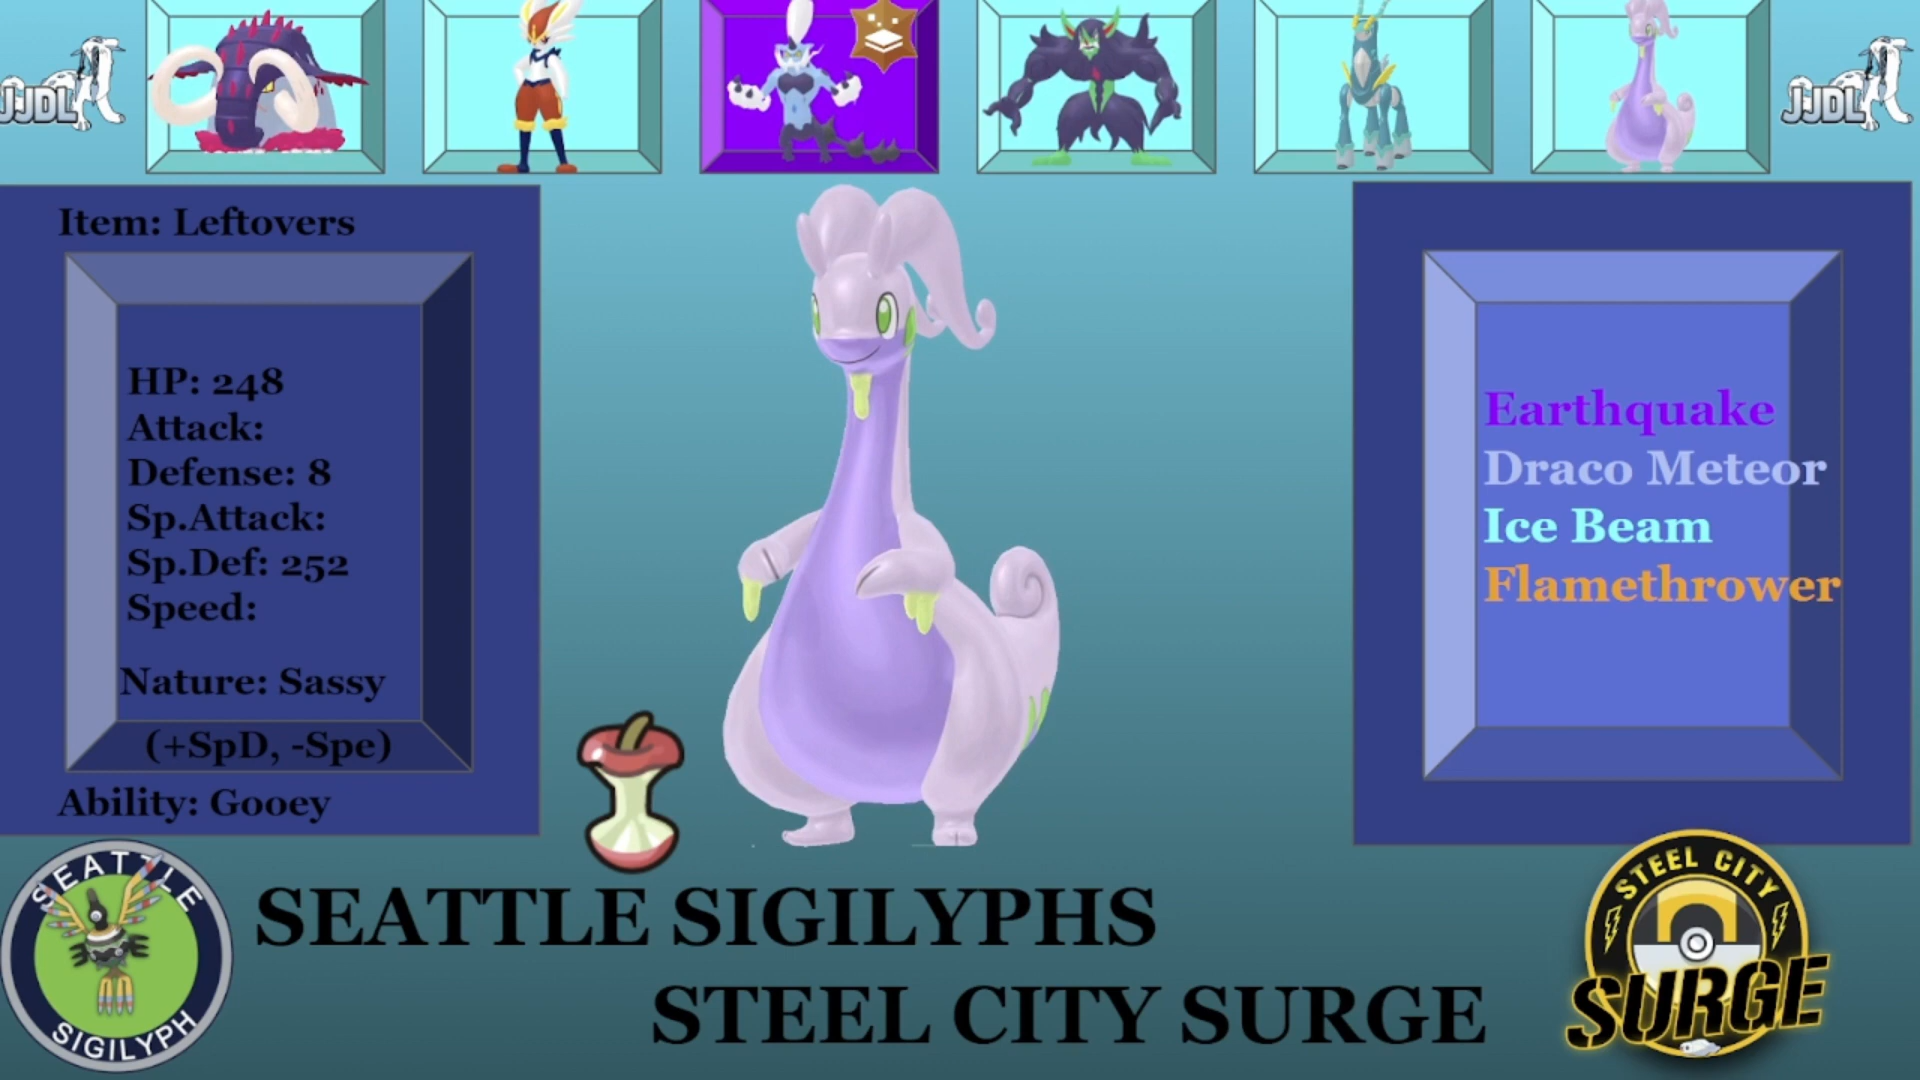 JJDL
JJDL
Item: Leftovers
HP: 248
Attack:
Defense: 8
Sp.Attack:
Sp.Def: 252
Speed:
Nature: Sassy
(+SpD, -Spe)
Ability: Gooey
Earthquake
Draco Meteor
Ice Beam
Flamethrower
SEATTLE
SIGILYPH
SEATTLE SIGILYPHS
STEEL CITY SURGE
STEEL CITY
SURGE